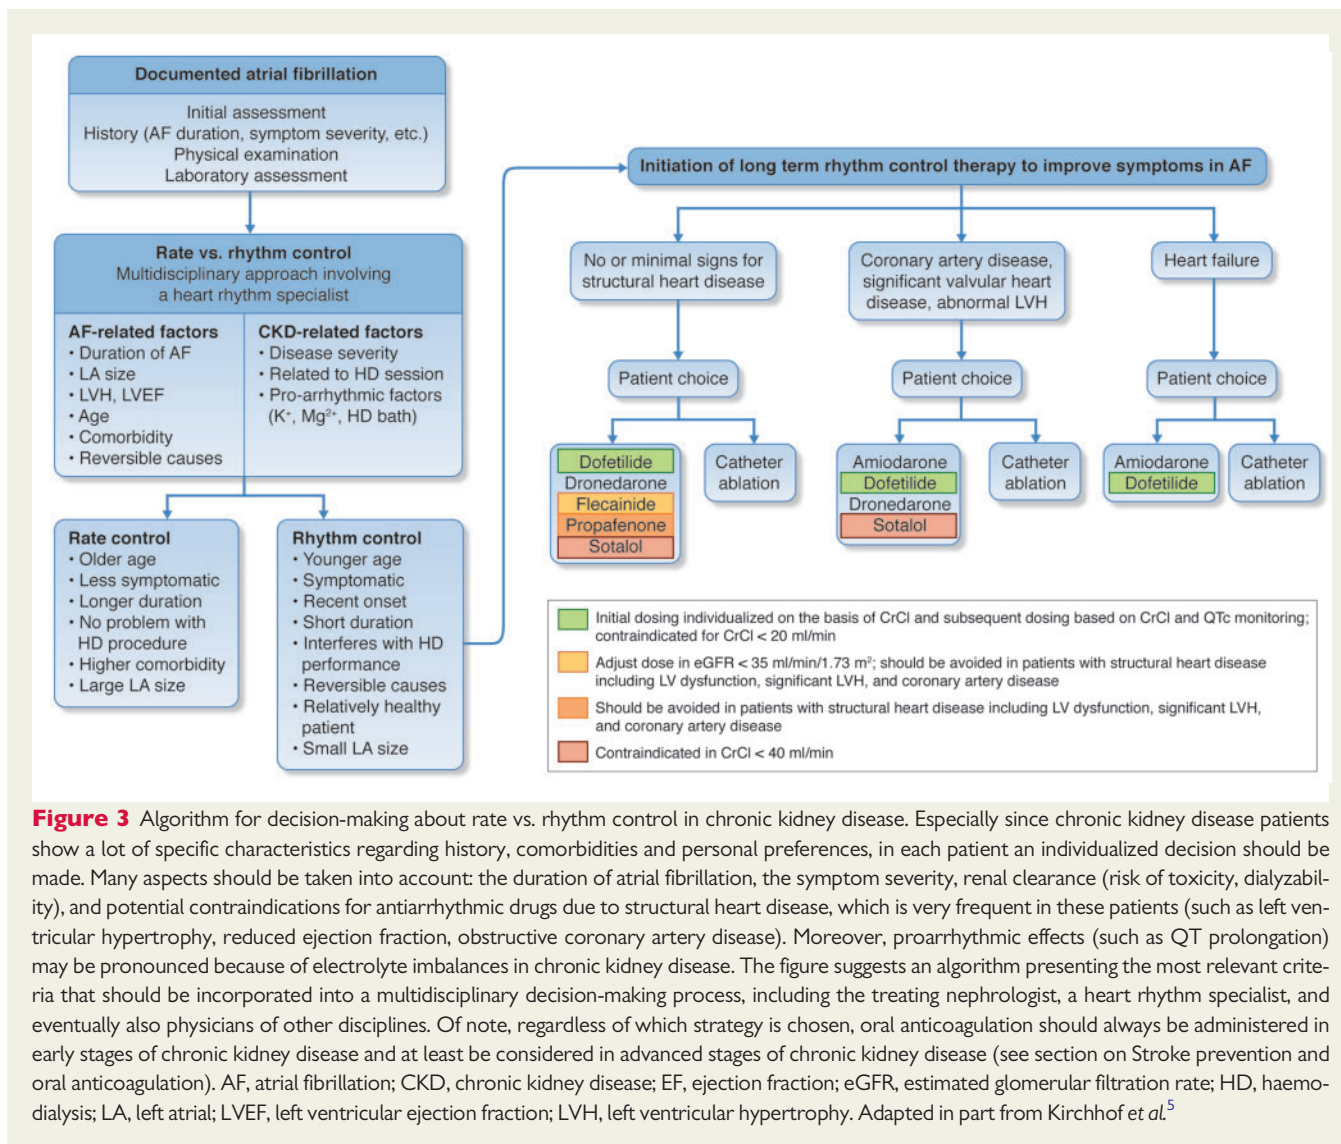 Documented atrial fibrillation
Initial assessment
History (AF duration, symptom severity, etc.)
Physical examination
Laboratory assessment
Rate vs. rhythm control
Multidisciplinary approach involving
a heart rhythm specialist
AF-related factors
• Duration of AF
• LA size
• LVH, LVEF
• Age
• Comorbidity
• Reversible causes
CKD-related factors
• Disease severity
• Related to HD session
• Pro-arrhythmic factors
(K⁺, Mg²⁺, HD bath)
Rate control
• Older age
• Less symptomatic
• Longer duration
• No problem with
HD procedure
• Higher comorbidity
• Large LA size
Rhythm control
• Younger age
• Symptomatic
• Recent onset
• Short duration
• Interferes with HD
performance
• Reversible causes
• Relatively healthy
patient
• Small LA size
Initiation of long term rhythm control therapy to improve symptoms in AF
No or minimal signs for
structural heart disease
Patient choice
Dofetilide
Dronedarone
Flecainide
Propafenone
Sotalol
Catheter
ablation
Coronary artery disease,
significant valvular heart
disease, abnormal LVH
Patient choice
Amiodarone
Dofetilide
Dronedarone
Sotalol
Catheter
ablation
Heart failure
Patient choice
Amiodarone
Dofetilide
Catheter
ablation
Initial dosing individualized on the basis of CrCl and subsequent dosing based on CrCl and QTc monitoring;
contraindicated for CrCl < 20 ml/min
Adjust dose in eGFR < 35 ml/min/1.73 m²; should be avoided in patients with structural heart disease
including LV dysfunction, significant LVH, and coronary artery disease
Should be avoided in patients with structural heart disease including LV dysfunction, significant LVH,
and coronary artery disease
Contraindicated in CrCl < 40 ml/min
Figure 3 Algorithm for decision-making about rate vs. rhythm control in chronic kidney disease. Especially since chronic kidney disease patients
show a lot of specific characteristics regarding history, comorbidities and personal preferences, in each patient an individualized decision should be
made. Many aspects should be taken into account: the duration of atrial fibrillation, the symptom severity, renal clearance (risk of toxicity, dialyzabil-
ity), and potential contraindications for antiarrhythmic drugs due to structural heart disease, which is very frequent in these patients (such as left ven-
tricular hypertrophy, reduced ejection fraction, obstructive coronary artery disease). Moreover, proarrhythmic effects (such as QT prolongation)
may be pronounced because of electrolyte imbalances in chronic kidney disease. The figure suggests an algorithm presenting the most relevant crite-
ria that should be incorporated into a multidisciplinary decision-making process, including the treating nephrologist, a heart rhythm specialist, and
eventually also physicians of other disciplines. Of note, regardless of which strategy is chosen, oral anticoagulation should always be administered in
early stages of chronic kidney disease and at least be considered in advanced stages of chronic kidney disease (see section on Stroke prevention and
oral anticoagulation). AF, atrial fibrillation; CKD, chronic kidney disease; EF, ejection fraction; eGFR, estimated glomerular filtration rate; HD, haemo-
dialysis; LA, left atrial; LVEF, left ventricular ejection fraction; LVH, left ventricular hypertrophy. Adapted in part from Kirchhof et al.⁵